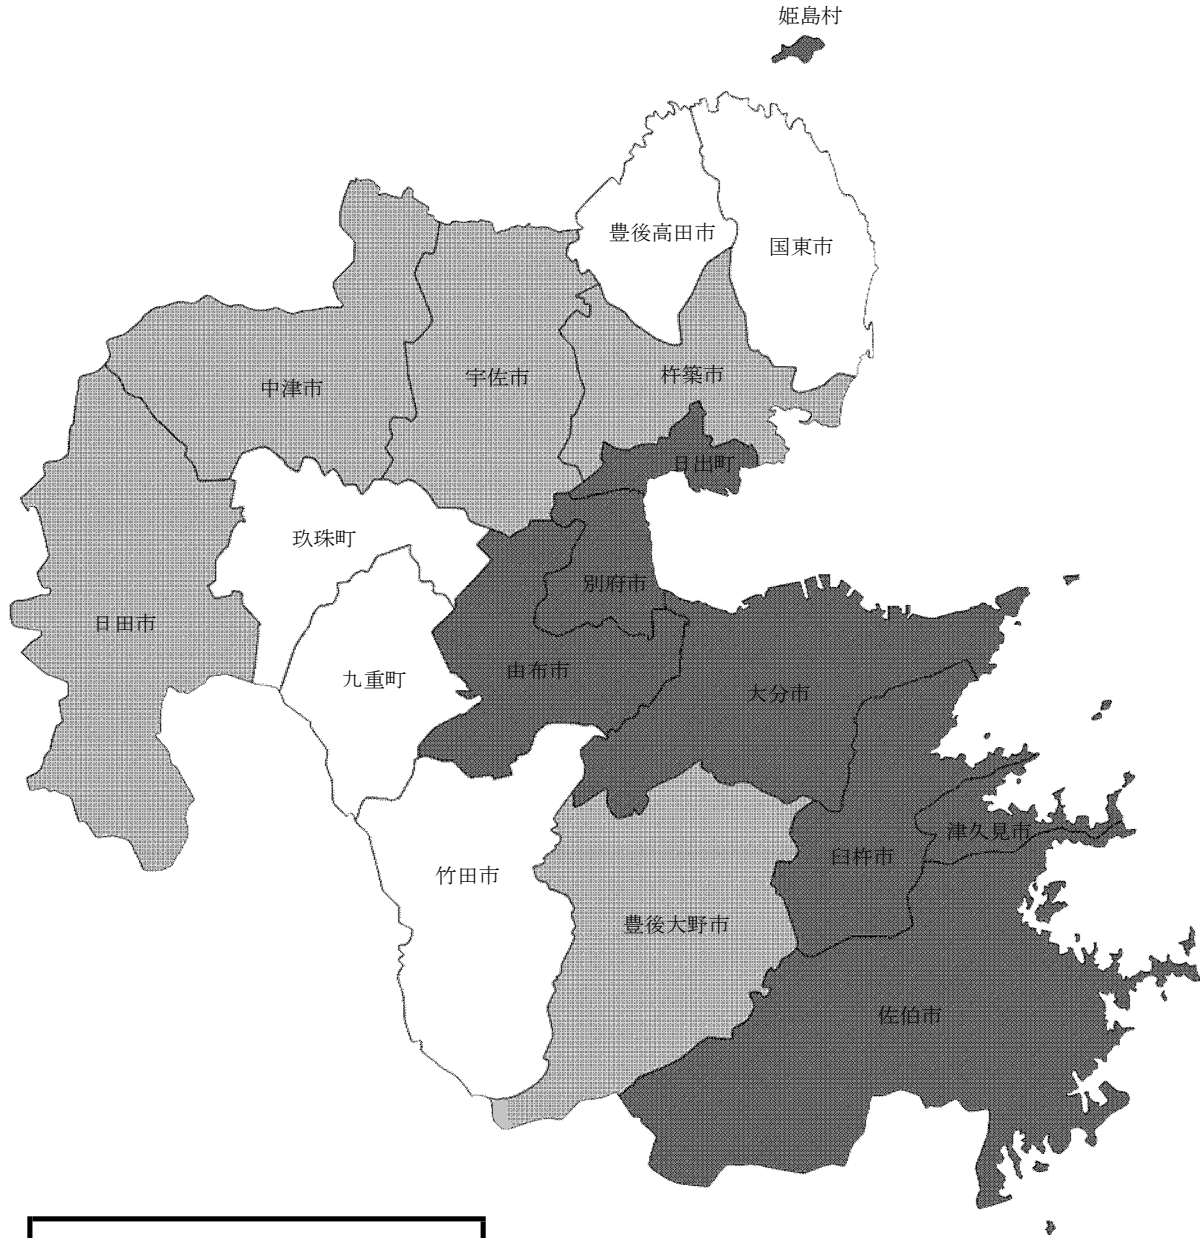 姫島村
豊後高田市
国東市
中津市
宇佐市
杵築市
日出町
玖珠町
別府市
日田市
由布市
九重町
大分市
津久見市
臼杵市
竹田市
豊後大野市
佐伯市